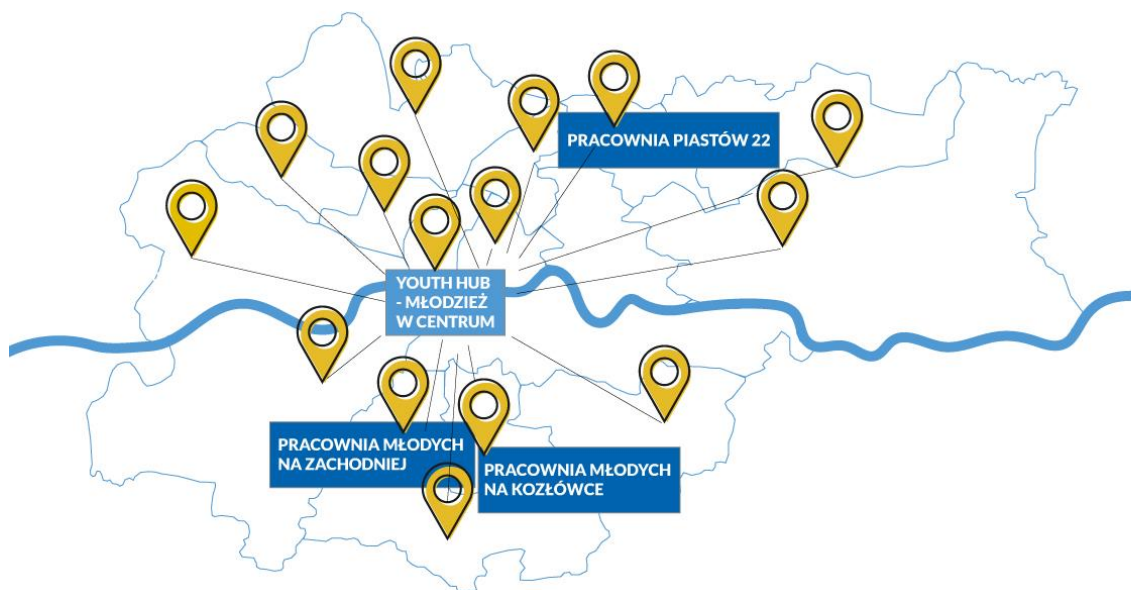 PRACOWNIA PIASTÓW 22
YOUTH HUB
- MŁODZIEŻ
W CENTRUM
PRACOWNIA MŁODYCH
NA ZACHODNIEJ
PRACOWNIA MŁODYCH
NA KOZŁÓWCE